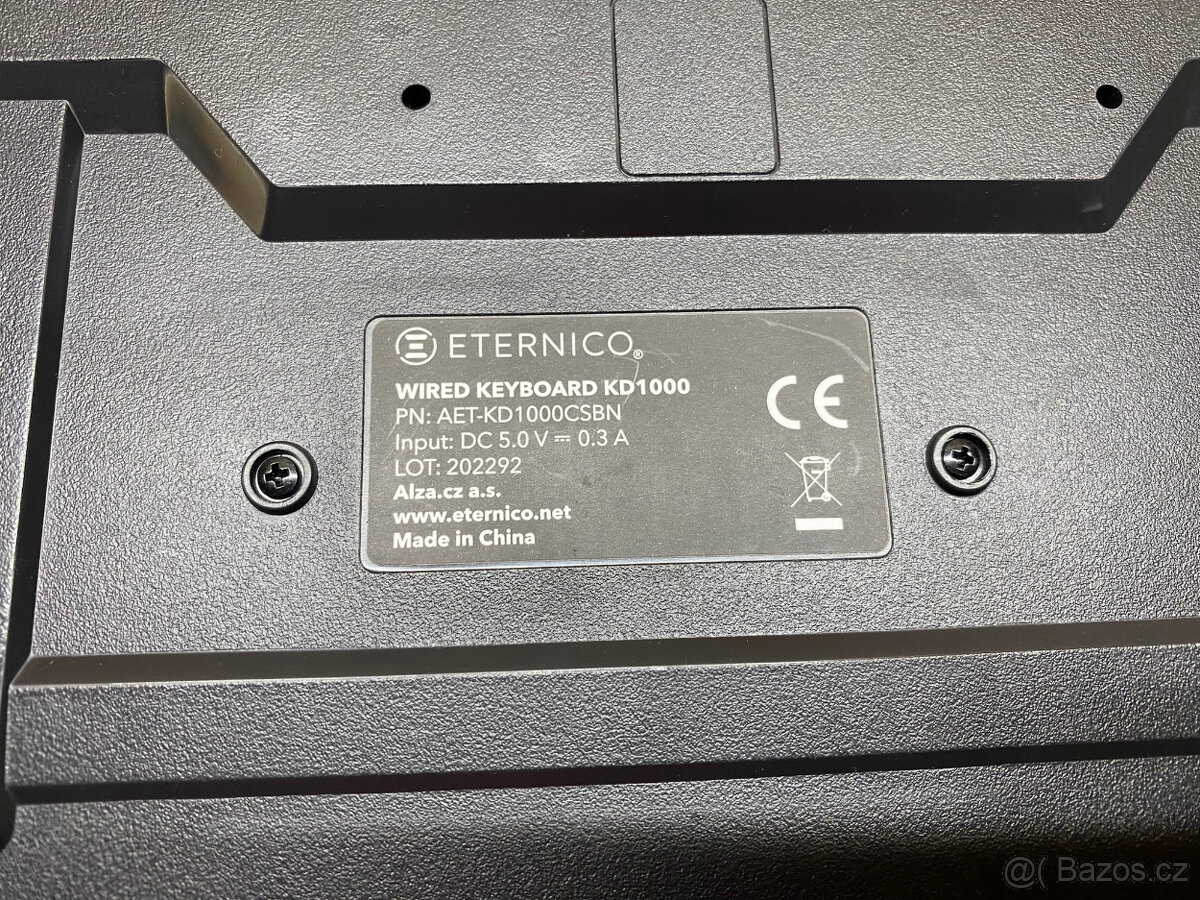 ETERNICO®
WIRED KEYBOARD KD1000
PN: AET-KD1000CSBN
Input: DC 5.0 V ⎓ 0.3 A
LOT: 202292
Alza.cz a.s.
www.eternico.net
Made in China
CE
@( Bazos.cz